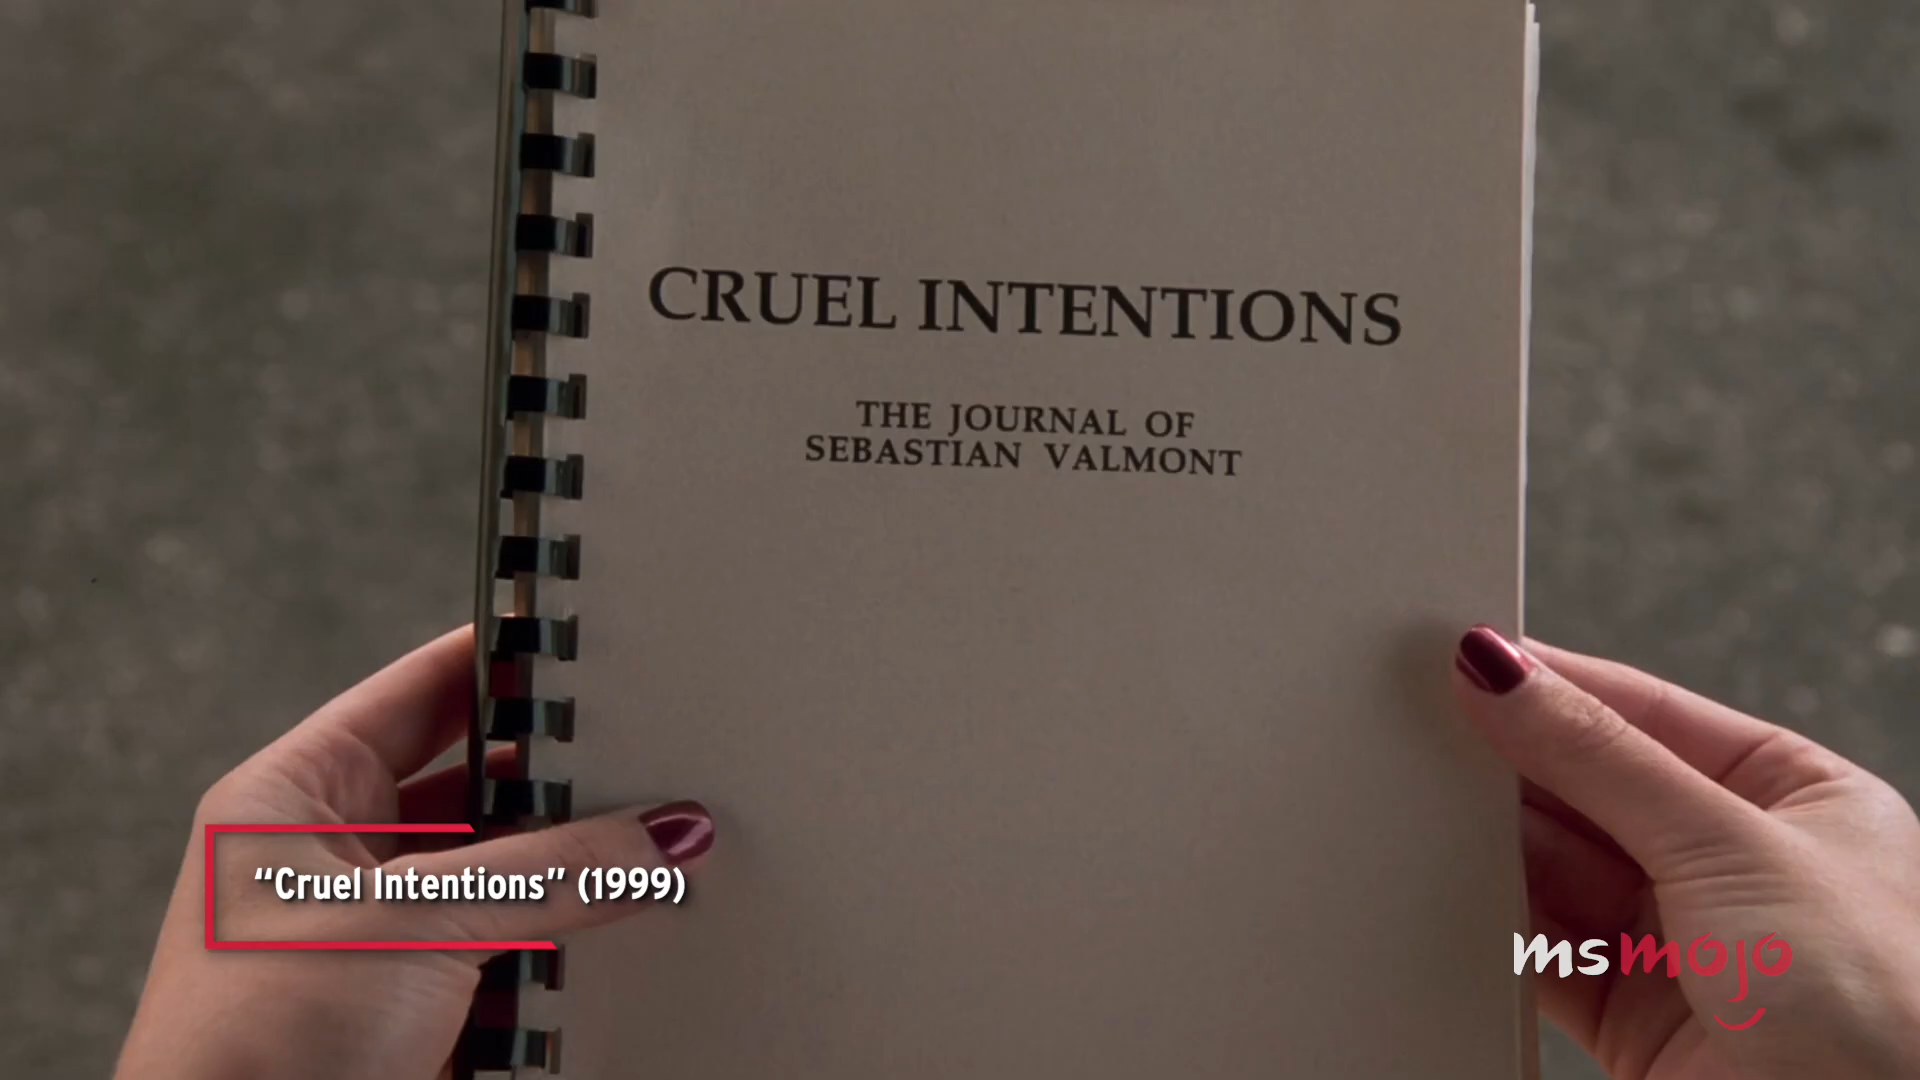 CRUEL INTENTIONS
THE JOURNAL OF
SEBASTIAN VALMONT
“Cruel Intentions” (1999)
msmojo